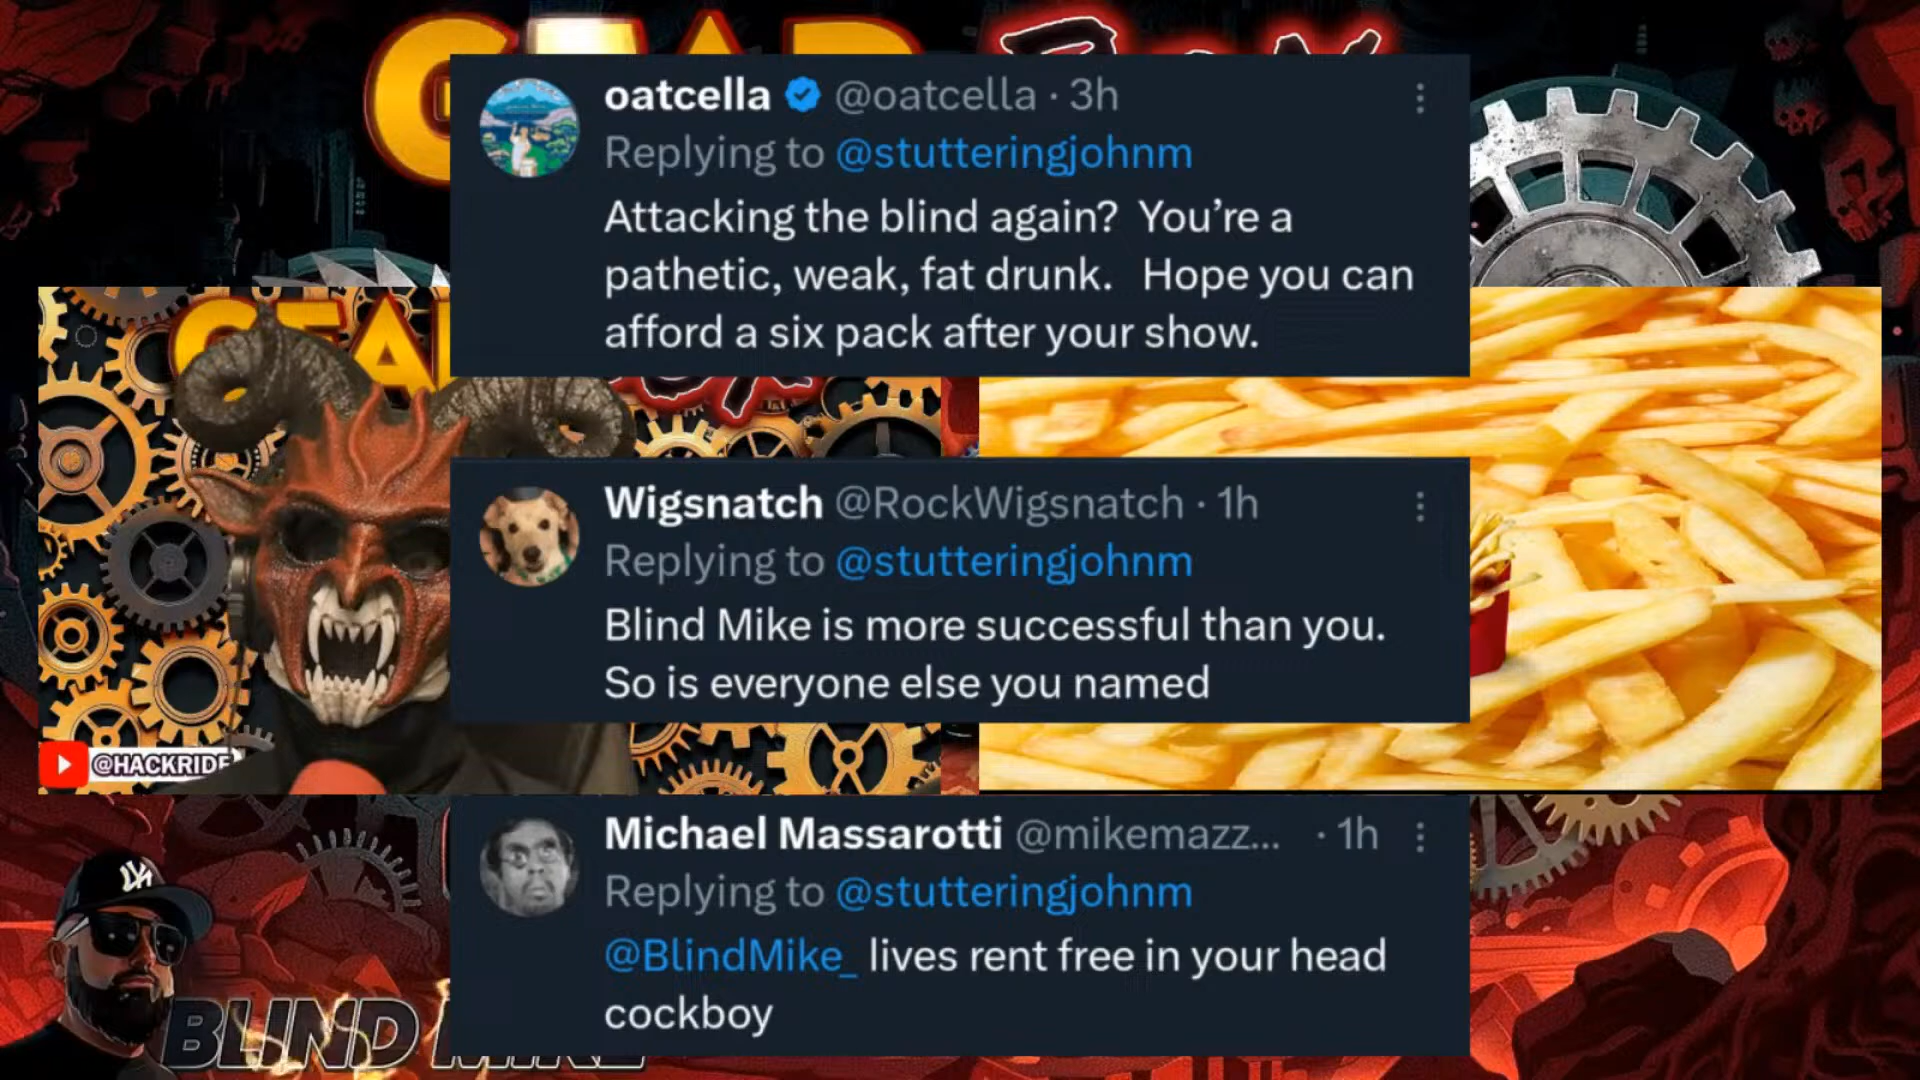 oatcella @oatcella · 3h
Replying to @stutteringjohnm
Attacking the blind again? You’re a
pathetic, weak, fat drunk. Hope you can
afford a six pack after your show.
Wigsnatch @RockWigsnatch · 1h
Replying to @stutteringjohnm
Blind Mike is more successful than you.
So is everyone else you named
@HACKRIDE
Michael Massarotti @mikemazz... · 1h
Replying to @stutteringjohnm
@BlindMike_ lives rent free in your head
cockboy
BLIND MIKE